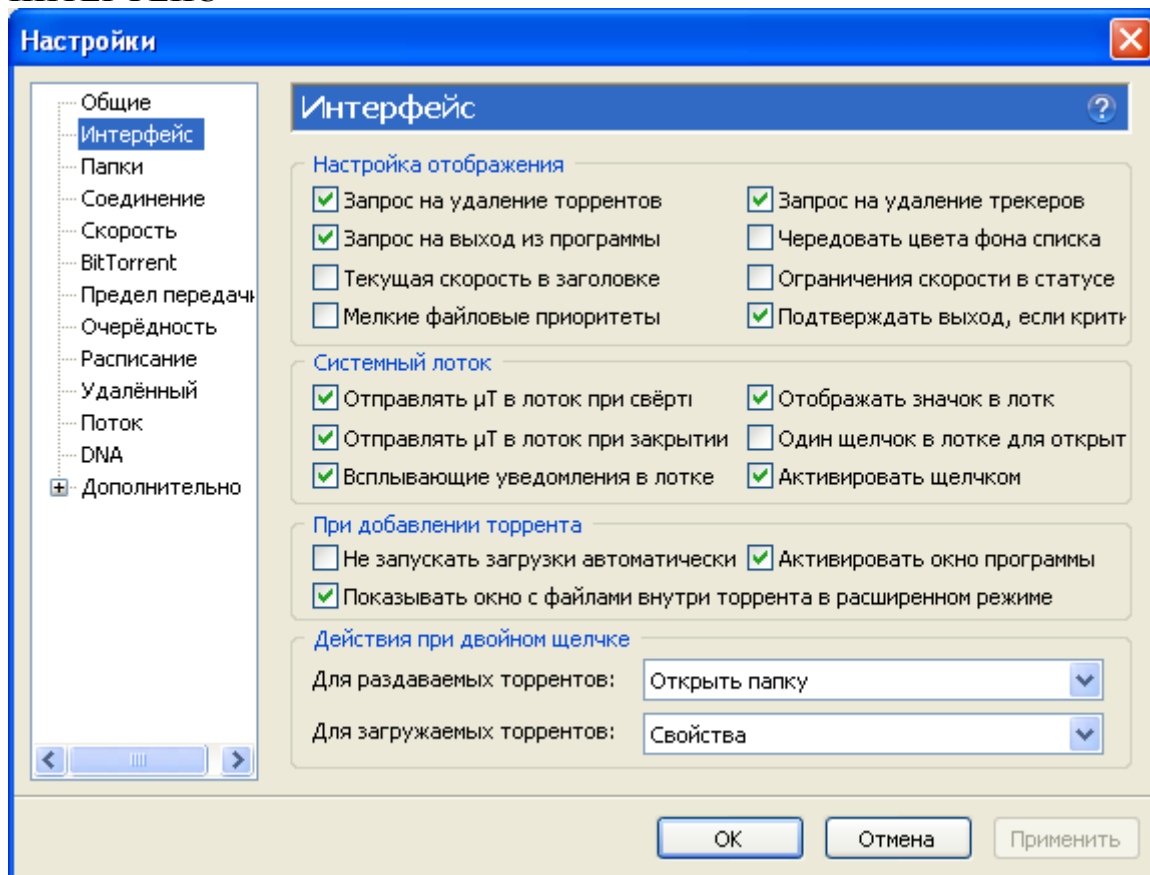 Настройки
Общие
Интерфейс
Папки
Соединение
Скорость
BitTorrent
Предел передачи
Очерёдность
Расписание
Удалённый
Поток
DNA
Дополнительно
Интерфейс
?
Настройка отображения
Запрос на удаление торрентов
Запрос на удаление трекеров
Запрос на выход из программы
Чередовать цвета фона списка
Текущая скорость в заголовке
Ограничения скорости в статусе
Мелкие файловые приоритеты
Подтверждать выход, если крити
Системный лоток
Отправлять µT в лоток при свёрты
Отображать значок в лотк
Отправлять µT в лоток при закрытии
Один щелчок в лотке для открыт
Всплывающие уведомления в лотке
Активировать щелчком
При добавлении торрента
Не запускать загрузки автоматически
Активировать окно программы
Показывать окно с файлами внутри торрента в расширенном режиме
Действия при двойном щелчке
Для раздаваемых торрентов:
Открыть папку
Для загружаемых торрентов:
Свойства
OK
Отмена
Применить